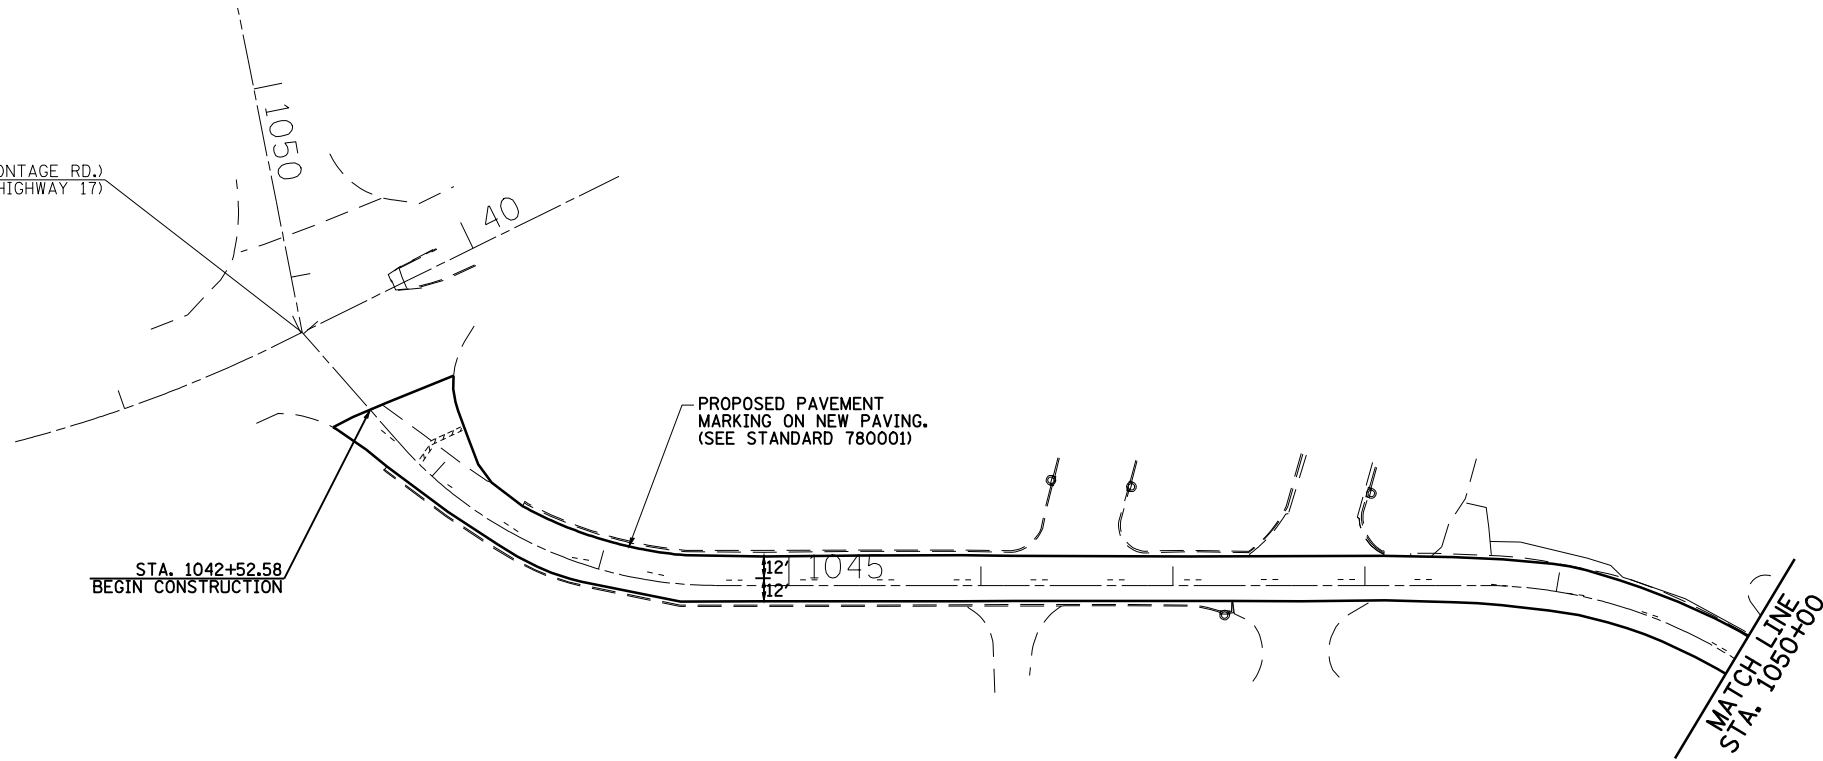 1050
40
ONTAGE RD.)
HIGHWAY 17)
PROPOSED PAVEMENT
MARKING ON NEW PAVING.
(SEE STANDARD 780001)
STA. 1042+52.58
BEGIN CONSTRUCTION
12'
12'
1045
MATCH LINE
STA. 1050+00